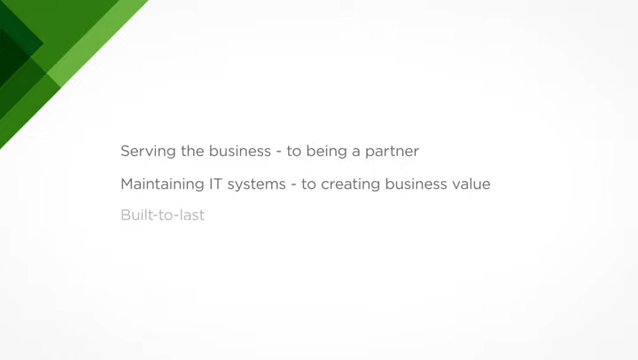 Serving the business - to being a partner
Maintaining IT systems - to creating business value
Built-to-last